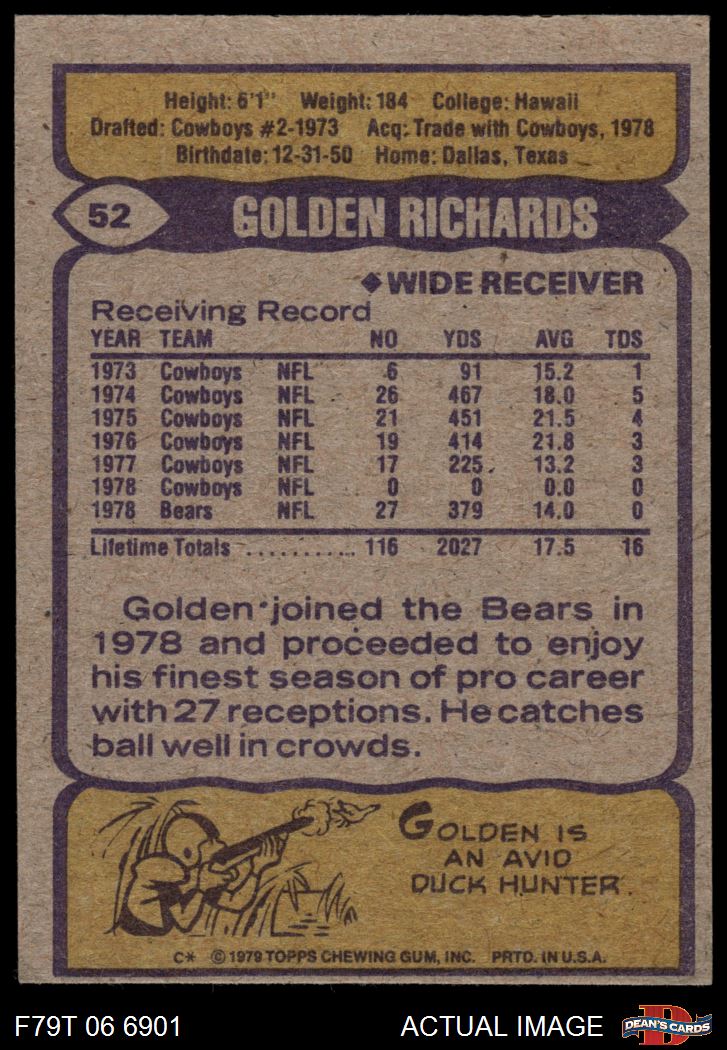 Height: 6'1" Weight: 184 College: Hawaii
Drafted: Cowboys #2-1973 Acq: Trade with Cowboys, 1978
Birthdate: 12-31-50 Home: Dallas, Texas
52 GOLDEN RICHARDS
WIDE RECEIVER
Receiving Record
YEAR TEAM NO YDS AVG TDS
1973 Cowboys NFL 6 91 15.2 1
1974 Cowboys NFL 26 467 18.0 5
1975 Cowboys NFL 21 451 21.5 4
1976 Cowboys NFL 19 414 21.8 3
1977 Cowboys NFL 17 225 13.2 3
1978 Cowboys NFL 0 0 0.0 0
1978 Bears NFL 27 379 14.0 0
Lifetime Totals ........... 116 2027 17.5 16
Golden joined the Bears in
1978 and proceeded to enjoy
his finest season of pro career
with 27 receptions. He catches
ball well in crowds.
GOLDEN IS
AN AVID
DUCK HUNTER.
C* © 1979 TOPPS CHEWING GUM, INC. PRTD. IN U.S.A.
F79T 06 6901 ACTUAL IMAGE D DEAN'S CARDS